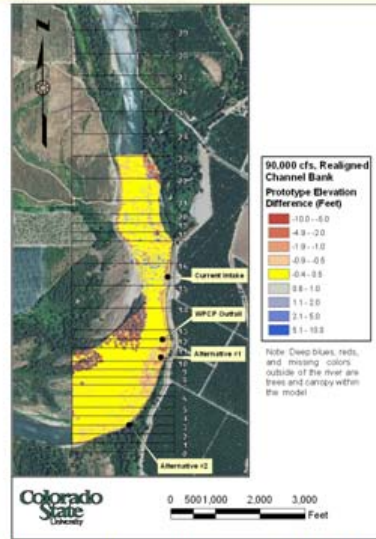 N
90,000 cfs, Realigned
Channel Bank
Prototype Elevation
Difference (Feet)
-10.0 - -5.0
-4.9 - -2.0
-1.9 - -1.0
-0.9 - -0.5
-0.4 - 0.5
0.6 - 1.0
1.1 - 2.0
2.1 - 5.0
5.1 - 10.0
Note: Deep blues, reds,
and missing colors
outside of the river are
trees and canopy within
the model
Current Intake
WPCP Outfall
Alternative #1
Alternative #2
Colorado
State
University
0 500 1,000 2,000 3,000
Feet